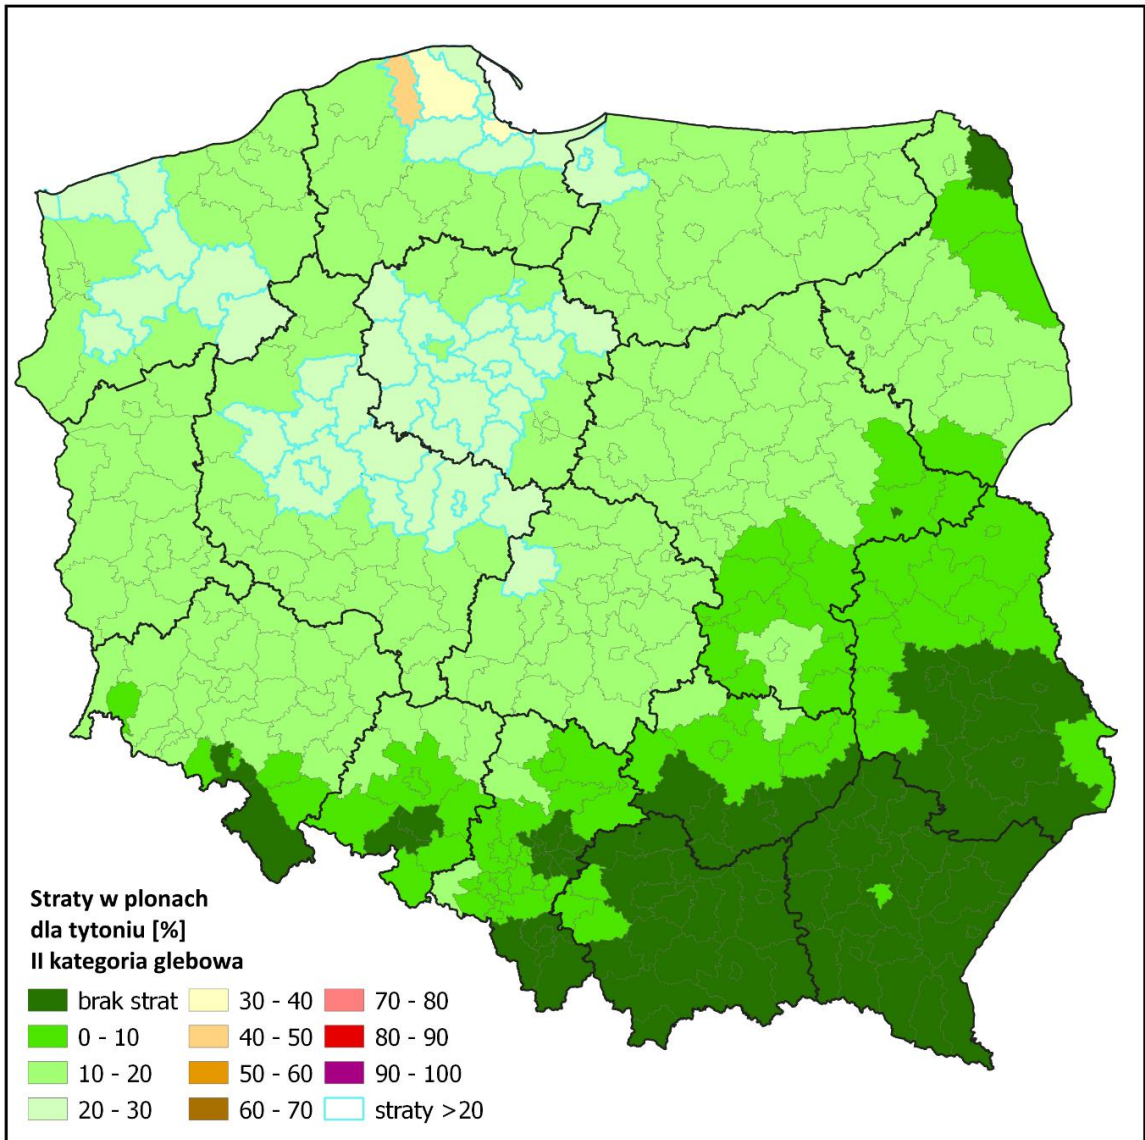 Straty w plonach
dla tytoniu [%]
II kategoria glebowa
brak strat
0 - 10
10 - 20
20 - 30
30 - 40
40 - 50
50 - 60
60 - 70
70 - 80
80 - 90
90 - 100
straty >20